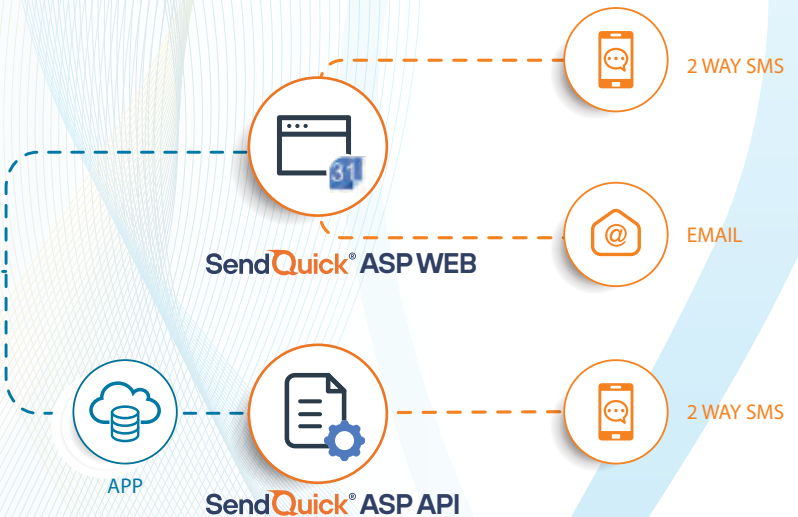 2 WAY SMS
31
@
EMAIL
SendQuick® ASP WEB
2 WAY SMS
APP
SendQuick® ASP API